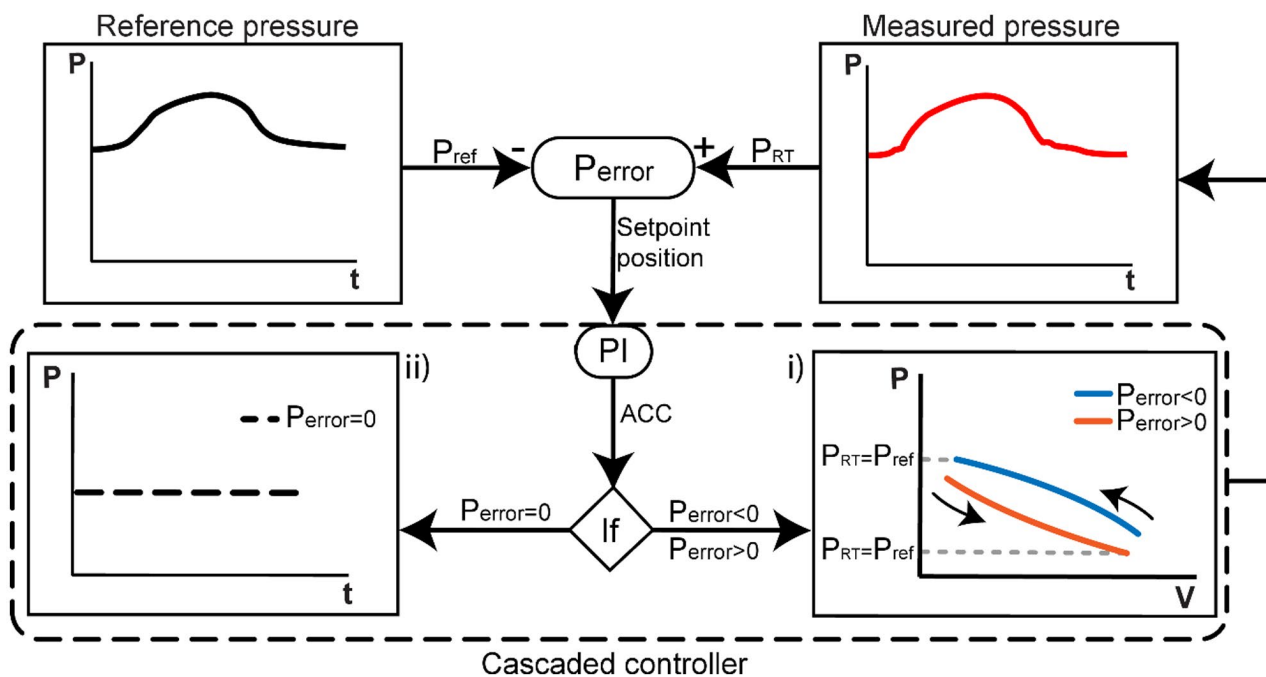 Reference pressure
Measured pressure
P
t
P
t
Pref
-
Perror
+
PRT
Setpoint
position
PI
ACC
If
Perror=0
Perror<0
Perror>0
ii)
P
Perror=0
t
i)
P
Perror<0
Perror>0
PRT=Pref
PRT=Pref
V
Cascaded controller